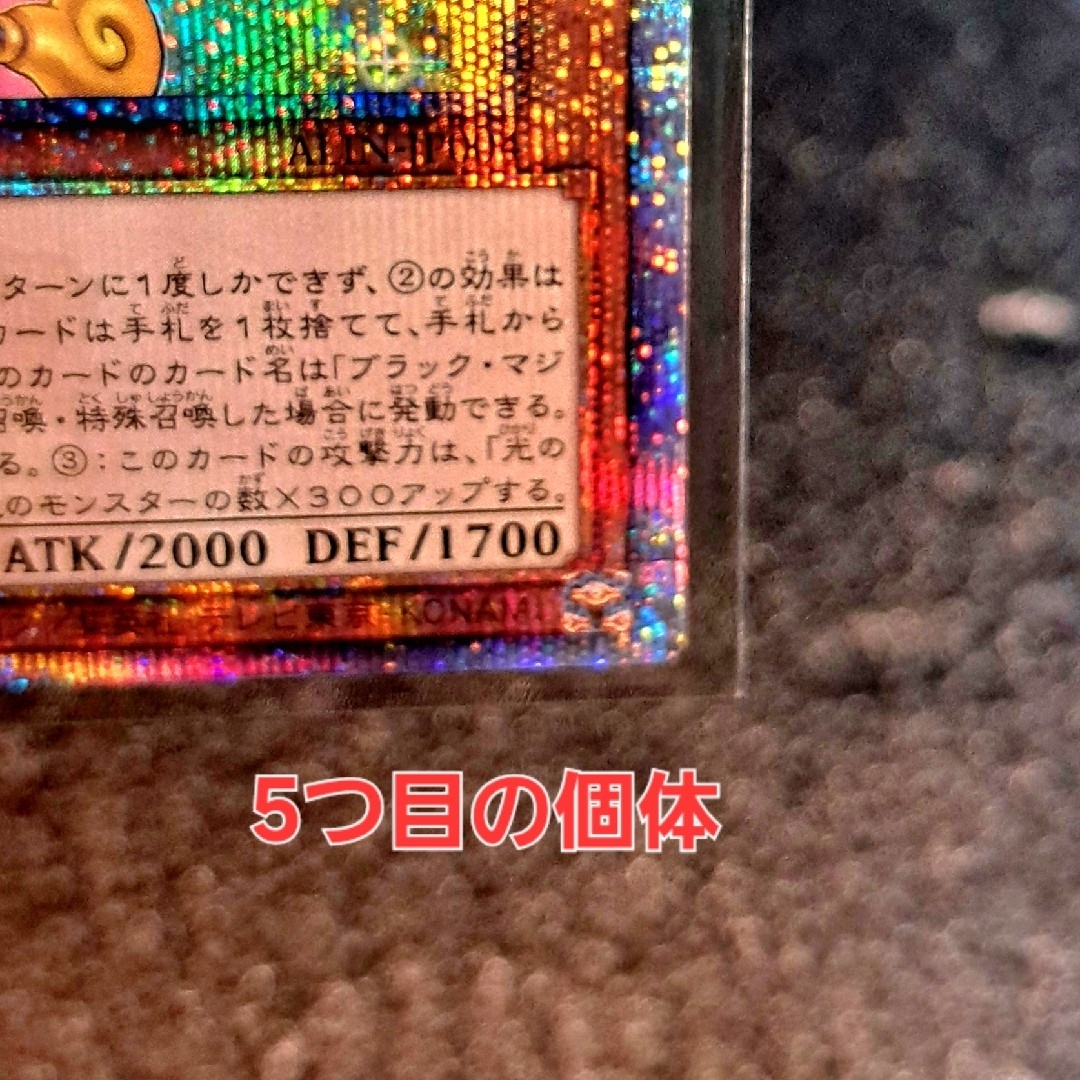 ターンに1度しかできず、②の効果は
カードは手札を1枚捨てて、手札から
のカードのカード名は「ブラック・マジ
召喚・特殊召喚した場合に発動できる。
る。③：このカードの攻撃力は、「光の
のモンスターの数×300アップする。
ATK/2000 DEF/1700
テレビ東京・KONAMI
5つ目の個体